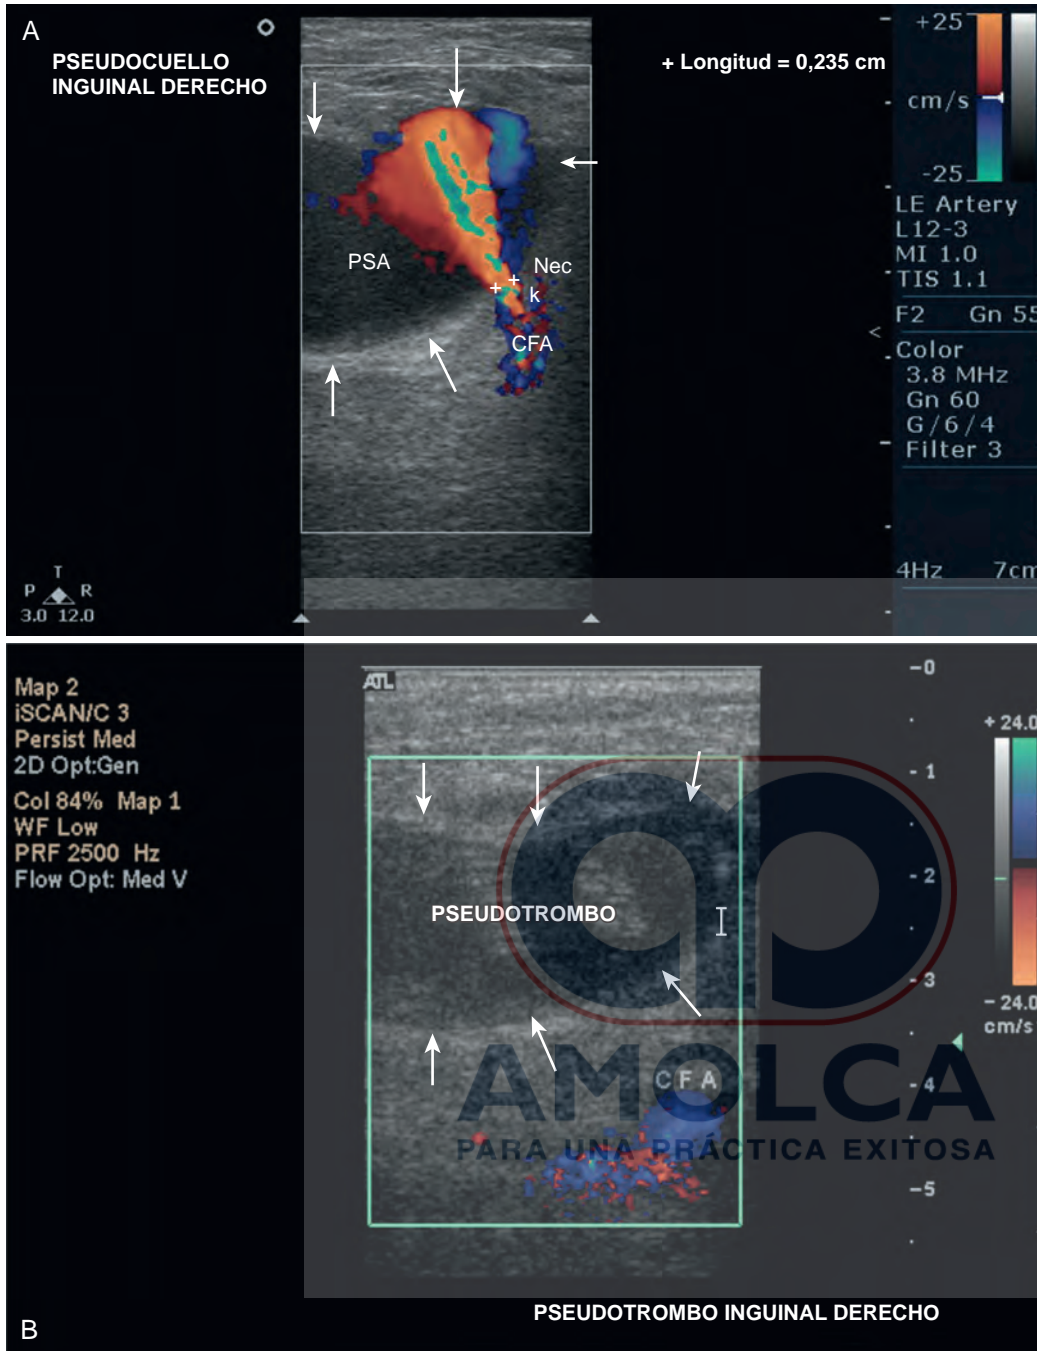 A
PSEUDOCUELLO
INGUINAL DERECHO
+ Longitud = 0,235 cm
+25
cm/s
-25
LE Artery
L12-3
MI 1.0
TIS 1.1
F2 Gn 55
Color
3.8 MHz
Gn 60
G/6/4
Filter 3
4Hz 7cm
PSA
Nec
k
CFA
T
P R
3.0 12.0
Map 2
iSCAN/C 3
Persist Med
2D Opt:Gen
Col 84% Map 1
WF Low
PRF 2500 Hz
Flow Opt: Med V
ATL
-0
-1
-2
-3
-4
-5
+ 24.0
- 24.0
cm/s
PSEUDOTROMBO
CFA
AMOLCA
PARA UNA PRÁCTICA EXITOSA
PSEUDOTROMBO INGUINAL DERECHO
B